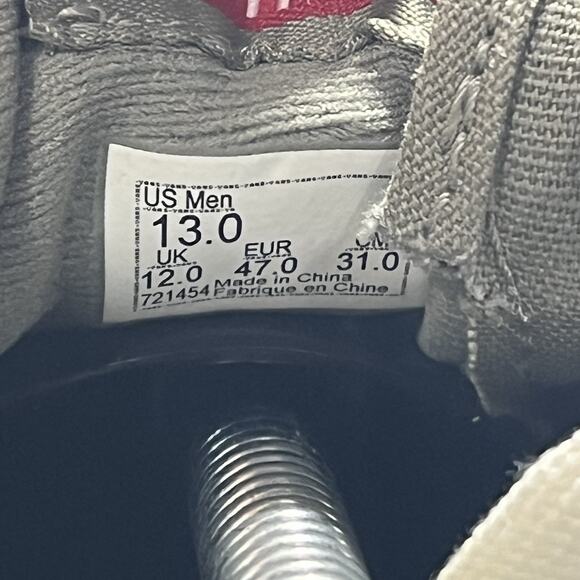 US Men
13.0
UK EUR CM
12.0 47.0 31.0
Made in China
721454 Fabrique en Chine